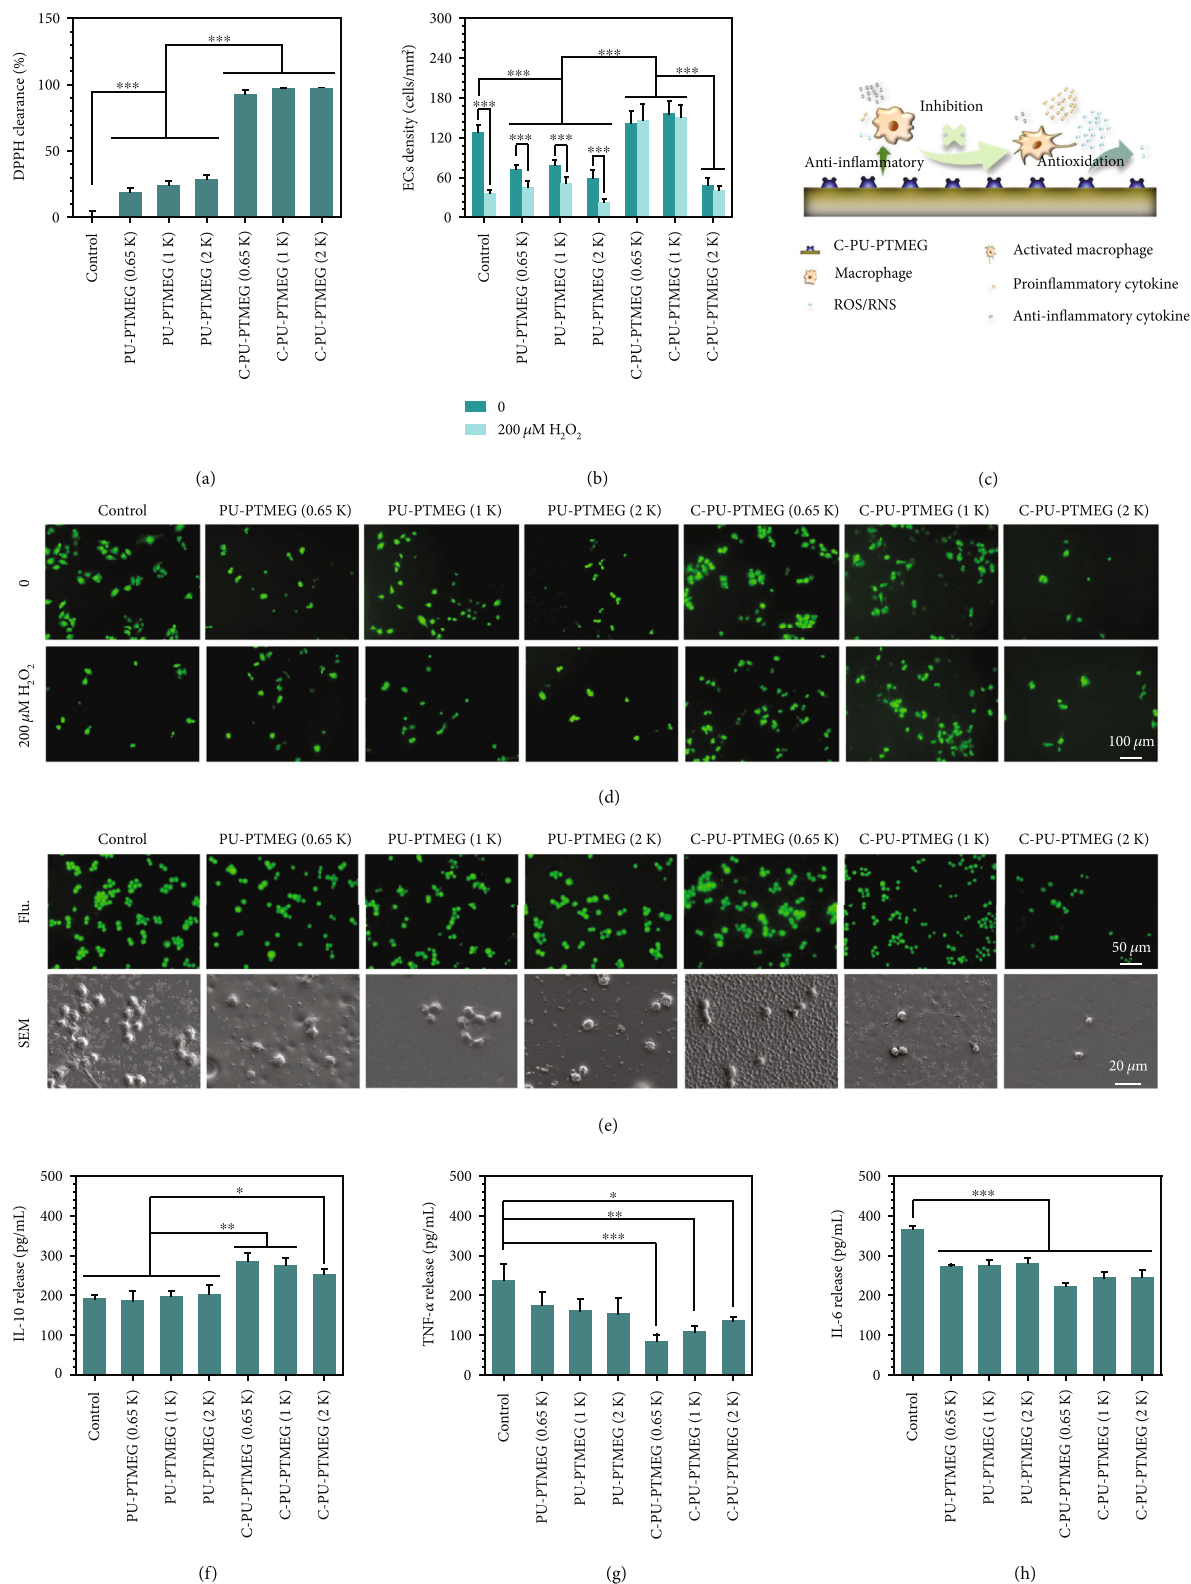 150
100
50
0
DPPH clearance (%)
***
***
Control
PU-PTMEG (0.65 K)
PU-PTMEG (1 K)
PU-PTMEG (2 K)
C-PU-PTMEG (0.65 K)
C-PU-PTMEG (1 K)
C-PU-PTMEG (2 K)
(a)
300
240
180
120
60
0
ECs density (cells/mm²)
***
***
***
***
***
***
***
Control
PU-PTMEG (0.65 K)
PU-PTMEG (1 K)
PU-PTMEG (2 K)
C-PU-PTMEG (0.65 K)
C-PU-PTMEG (1 K)
C-PU-PTMEG (2 K)
0
200 μM H₂O₂
(b)
Inhibition
Anti-inflammatory
Antioxidation
C-PU-PTMEG
Macrophage
ROS/RNS
Activated macrophage
Proinflammatory cytokine
Anti-inflammatory cytokine
(c)
Control PU-PTMEG (0.65 K) PU-PTMEG (1 K) PU-PTMEG (2 K) C-PU-PTMEG (0.65 K) C-PU-PTMEG (1 K) C-PU-PTMEG (2 K)
0
200 μM H₂O₂
100 μm
(d)
Control PU-PTMEG (0.65 K) PU-PTMEG (1 K) PU-PTMEG (2 K) C-PU-PTMEG (0.65 K) C-PU-PTMEG (1 K) C-PU-PTMEG (2 K)
Flu.
50 μm
SEM
20 μm
(e)
500
400
300
200
100
0
IL-10 release (pg/mL)
*
**
Control
PU-PTMEG (0.65 K)
PU-PTMEG (1 K)
PU-PTMEG (2 K)
C-PU-PTMEG (0.65 K)
C-PU-PTMEG (1 K)
C-PU-PTMEG (2 K)
(f)
500
400
300
200
100
0
TNF-α release (pg/mL)
*
**
***
Control
PU-PTMEG (0.65 K)
PU-PTMEG (1 K)
PU-PTMEG (2 K)
C-PU-PTMEG (0.65 K)
C-PU-PTMEG (1 K)
C-PU-PTMEG (2 K)
(g)
500
400
300
200
100
0
IL-6 release (pg/mL)
***
Control
PU-PTMEG (0.65 K)
PU-PTMEG (1 K)
PU-PTMEG (2 K)
C-PU-PTMEG (0.65 K)
C-PU-PTMEG (1 K)
C-PU-PTMEG (2 K)
(h)